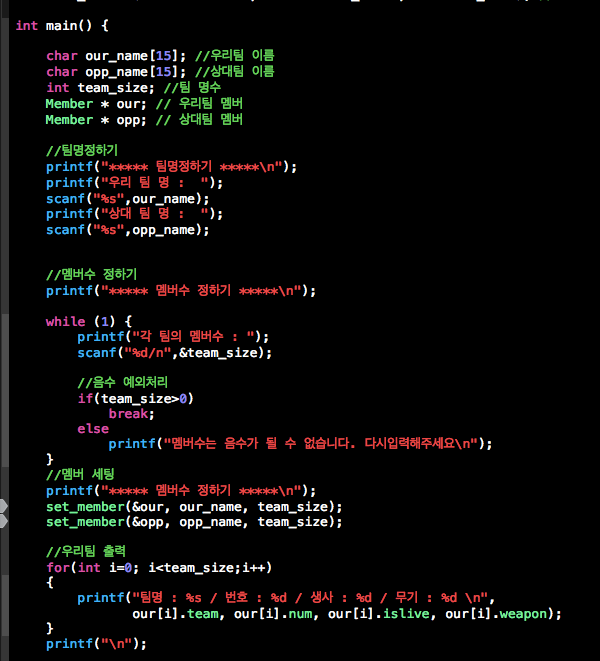 int main() {
char our_name[15]; //우리팀 이름
char opp_name[15]; //상대팀 이름
int team_size; //팀 명수
Member * our; // 우리팀 멤버
Member * opp; // 상대팀 멤버
//팀명정하기
printf("***** 팀명정하기 *****\n");
printf("우리 팀 명 :  ");
scanf("%s",our_name);
printf("상대 팀 명 :  ");
scanf("%s",opp_name);
//멤버수 정하기
printf("***** 멤버수 정하기 *****\n");
while (1) {
printf("각 팀의 멤버수 : ");
scanf("%d/n",&team_size);
//음수 예외처리
if(team_size>0)
break;
else
printf("멤버수는 음수가 될 수 없습니다. 다시입력해주세요\n");
}
//멤버 세팅
printf("***** 멤버수 정하기 *****\n");
set_member(&our, our_name, team_size);
set_member(&opp, opp_name, team_size);
//우리팀 출력
for(int i=0; i<team_size;i++)
{
printf("팀명 : %s / 번호 : %d / 생사 : %d / 무기 : %d \n",
our[i].team, our[i].num, our[i].islive, our[i].weapon);
}
printf("\n");